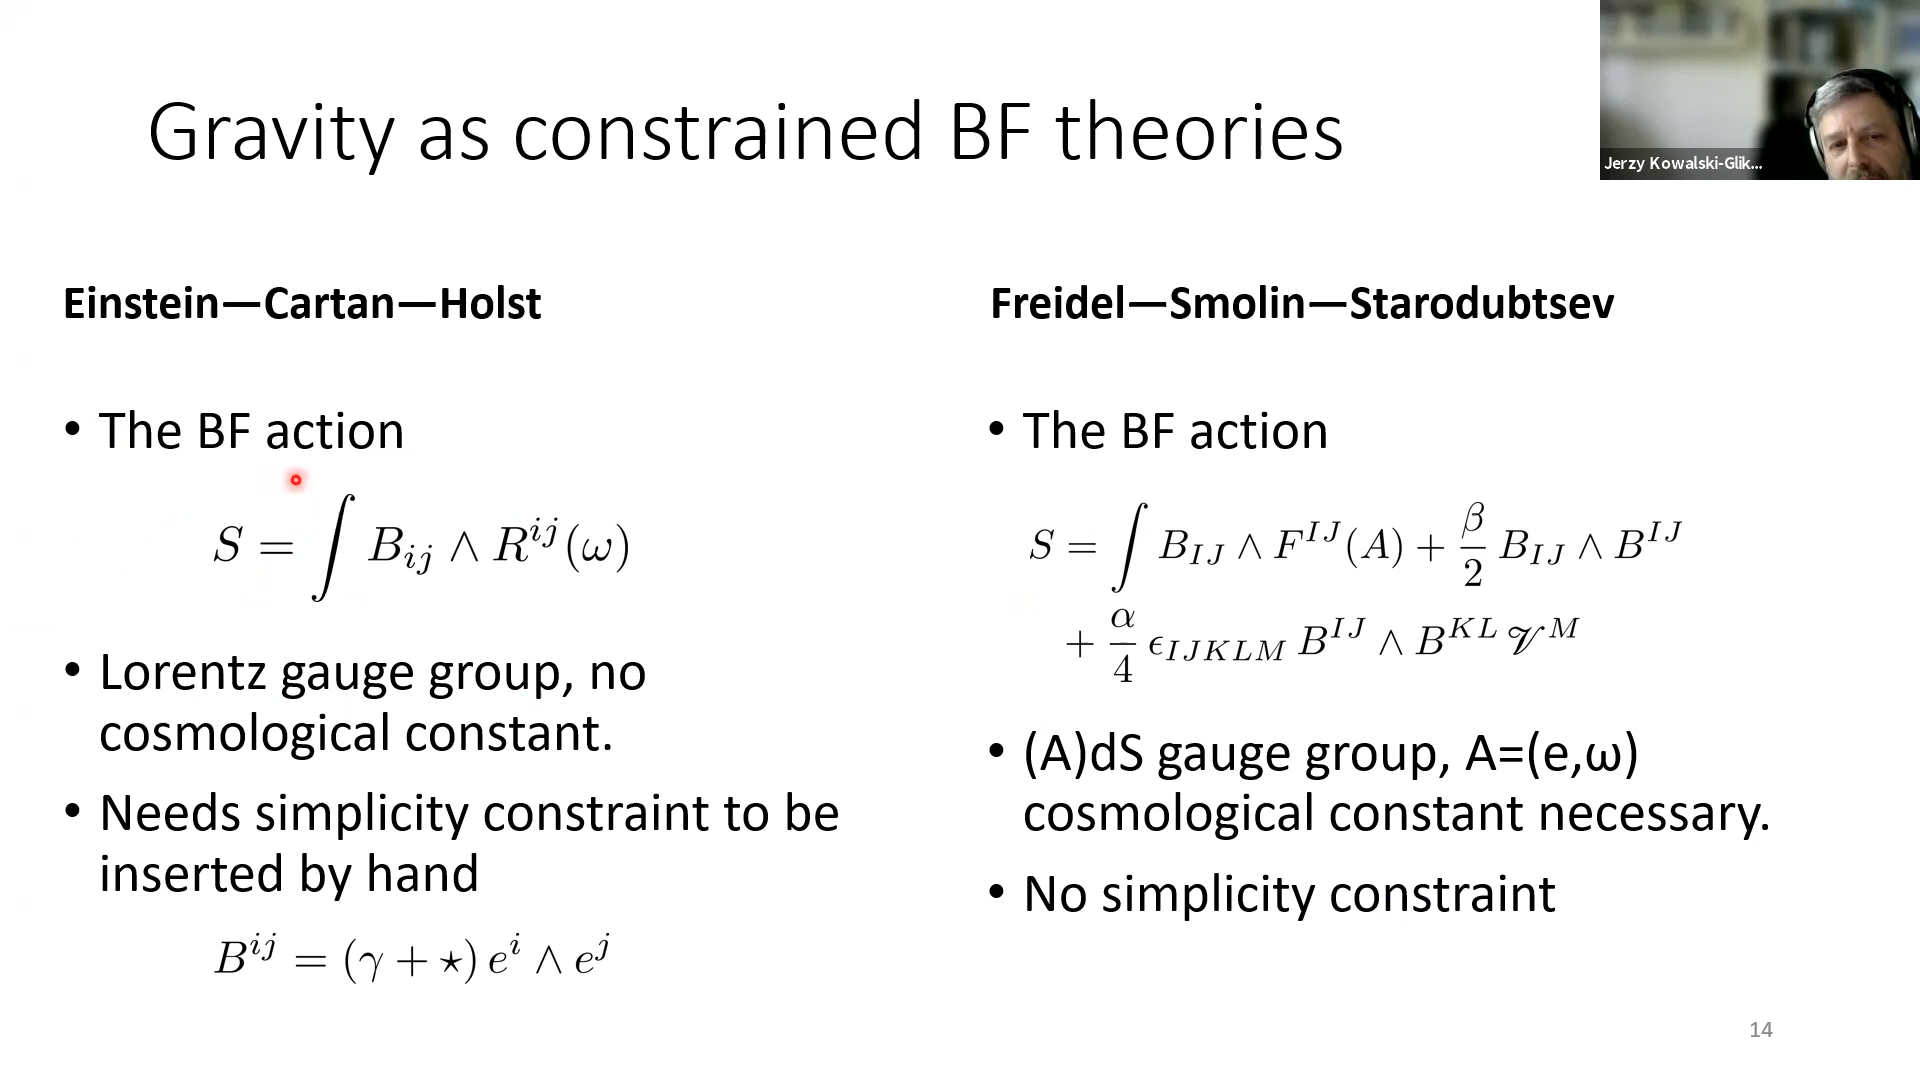 Gravity as constrained BF theories
Jerzy Kowalski-Glik...
Einstein—Cartan—Holst
• The BF action
S = ∫ B_{ij} ∧ R^{ij}(ω)
• Lorentz gauge group, no
cosmological constant.
• Needs simplicity constraint to be
inserted by hand
B^{ij} = (γ + ⋆) e^i ∧ e^j
Freidel—Smolin—Starodubtsev
• The BF action
S = ∫ B_{IJ} ∧ F^{IJ}(A) + β/2 B_{IJ} ∧ B^{IJ}
+ α/4 ϵ_{IJKLM} B^{IJ} ∧ B^{KL} 𝒱^M
• (A)dS gauge group, A=(e,ω)
cosmological constant necessary.
• No simplicity constraint
14